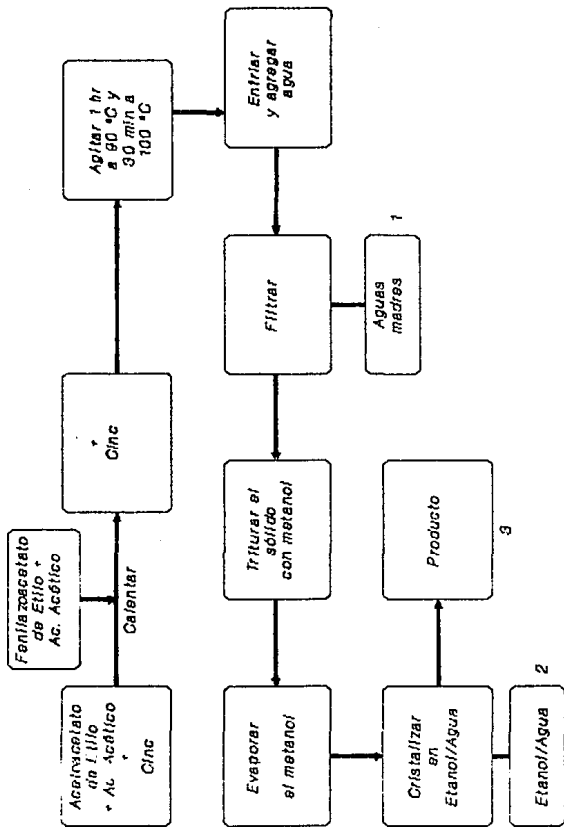 Acetoacetato
de Etilo
+ Ac. Acético
+
Cinc
Fenilazoacetato
de Etilo +
Ac. Acético
Calentar
+
Cinc
Agitar 1 hr
a 90 °C y
30 min a
100 °C
Enfriar
y agregar
agua
Filtrar
Aguas
madres
1
Triturar el
sólido
con metanol
Evaporar
el metanol
Cristalizar
en
Etanol/Agua
Etanol/Agua
2
Producto
3